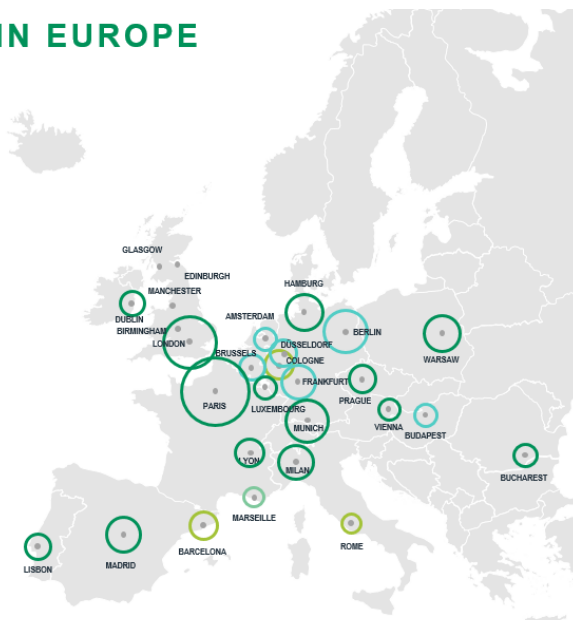 IN EUROPE
GLASGOW
EDINBURGH
MANCHESTER
HAMBURG
DUBLIN
AMSTERDAM
BIRMINGHAM
BERLIN
LONDON
DÜSSELDORF
BRUSSELS
COLOGNE
WARSAW
FRANKFURT
PRAGUE
PARIS
LUXEMBOURG
MUNICH
VIENNA
BUDAPEST
LYON
MILAN
BUCHAREST
MARSEILLE
BARCELONA
ROME
MADRID
LISBON